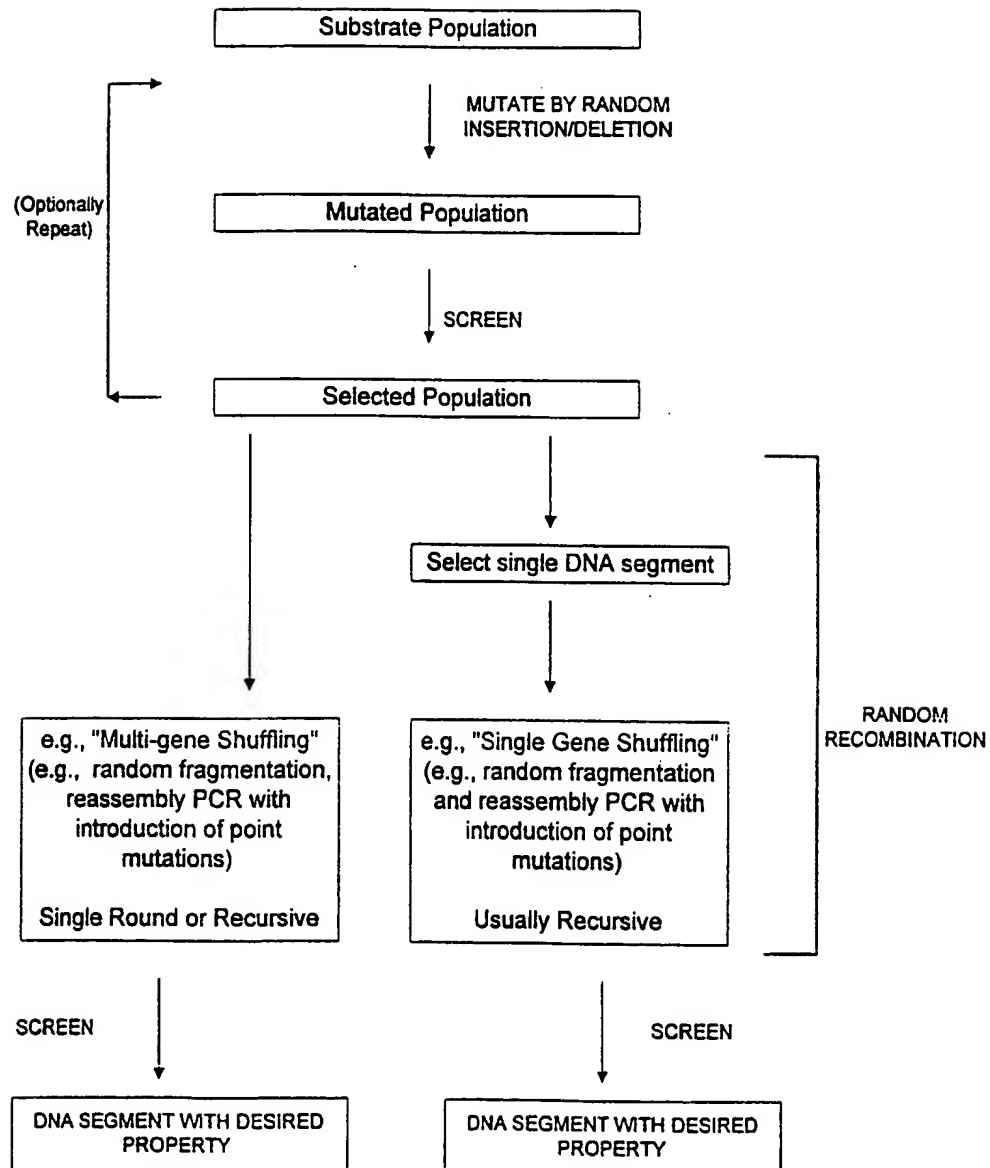 Substrate Population
MUTATE BY RANDOM
INSERTION/DELETION
(Optionally
Repeat)
Mutated Population
SCREEN
Selected Population
Select single DNA segment
RANDOM
RECOMBINATION
e.g., "Multi-gene Shuffling"
(e.g., random fragmentation,
reassembly PCR with
introduction of point
mutations)
Single Round or Recursive
e.g., "Single Gene Shuffling"
(e.g., random fragmentation
and reassembly PCR with
introduction of point
mutations)
Usually Recursive
SCREEN
SCREEN
DNA SEGMENT WITH DESIRED
PROPERTY
DNA SEGMENT WITH DESIRED
PROPERTY